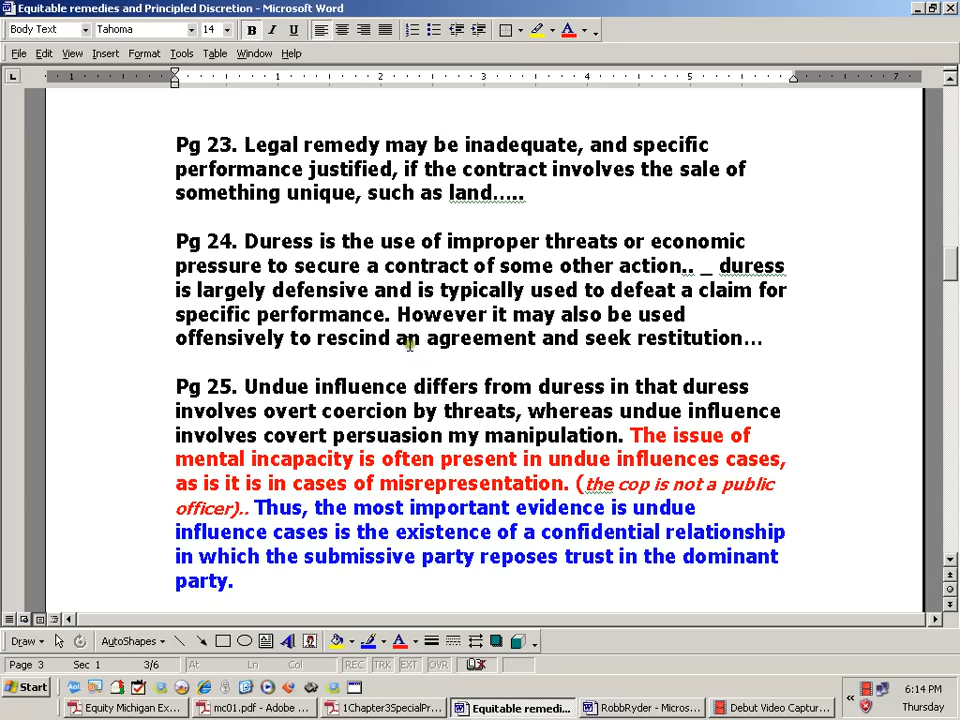 Equitable remedies and Principled Discretion - Microsoft Word
Body Text Tahoma 14 B I U
File Edit View Insert Format Tools Table Window Help
1 1 2 3 4 5 7
Pg 23. Legal remedy may be inadequate, and specific
performance justified, if the contract involves the sale of
something unique, such as land…..
Pg 24. Duress is the use of improper threats or economic
pressure to secure a contract of some other action.. _ duress
is largely defensive and is typically used to defeat a claim for
specific performance. However it may also be used
offensively to rescind an agreement and seek restitution…
Pg 25. Undue influence differs from duress in that duress
involves overt coercion by threats, whereas undue influence
involves covert persuasion my manipulation. The issue of
mental incapacity is often present in undue influences cases,
as is it is in cases of misrepresentation. (the cop is not a public
officer).. Thus, the most important evidence is undue
influence cases is the existence of a confidential relationship
in which the submissive party reposes trust in the dominant
party.
Draw AutoShapes
Page 3 Sec 1 3/6 At Ln Col REC TRK EXT OVR
Start 6:14 PM
Equity Michigan Ex... mc01.pdf - Adobe ... 1Chapter3SpecialPr... Equitable remedi... RobbRyder - Micros... Debut Video Captur... Thursday